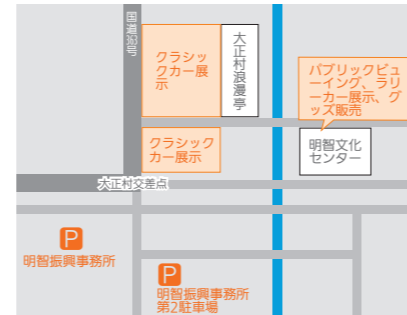 国道363号
クラシッ
クカー展
示
大正村浪漫亭
パブリックビュ
ーイング、ラリ
ーカー展示、グ
ッズ販売
クラシック
カー展示
明智文化
センター
大正村交差点
P
明智振興事務所
P
明智振興事務所
第2駐車場